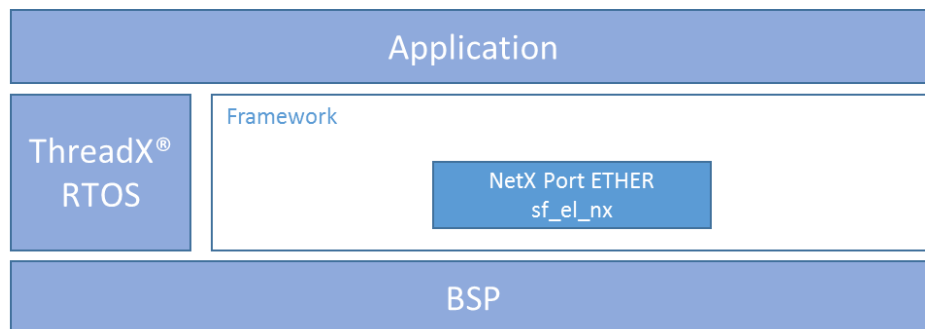 Application
ThreadX®
RTOS
Framework
NetX Port ETHER
sf_el_nx
BSP